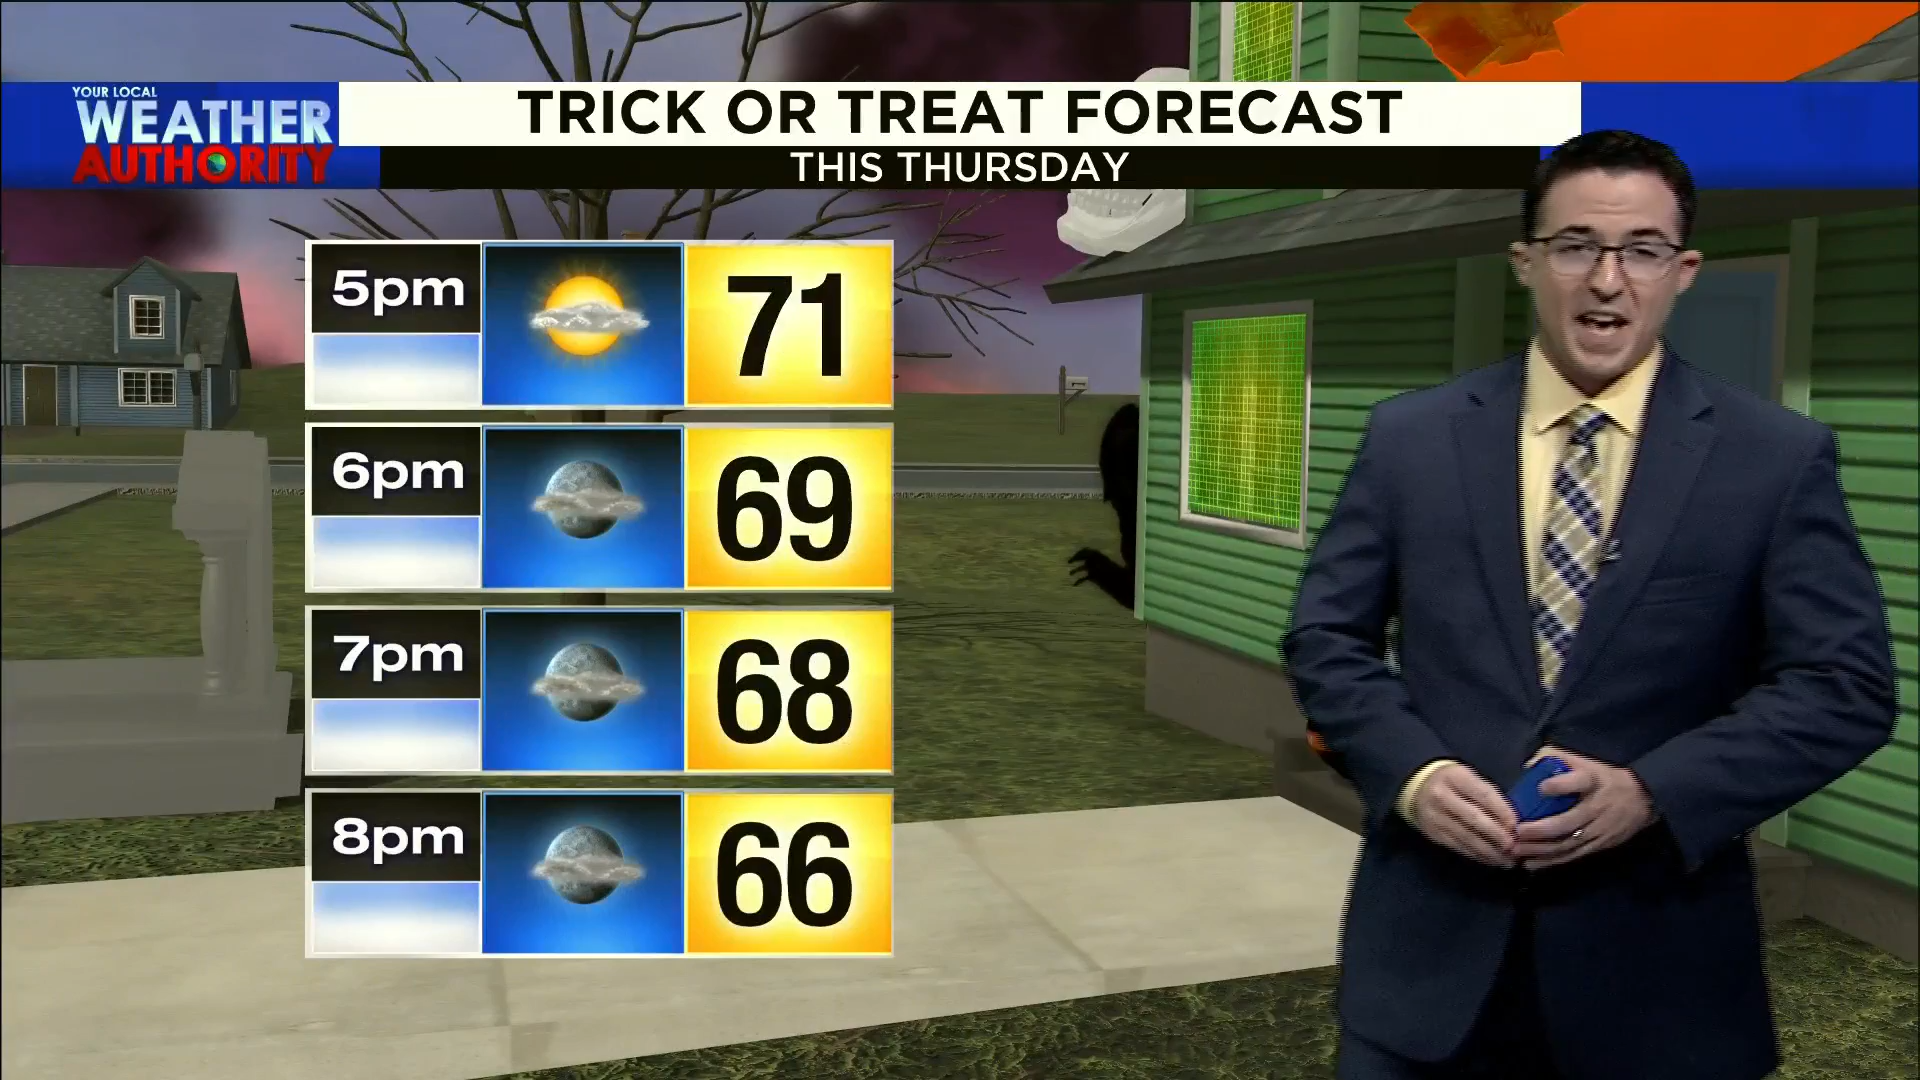 YOUR LOCAL
WEATHER
AUTHORITY
TRICK OR TREAT FORECAST
THIS THURSDAY
5pm 71
6pm 69
7pm 68
8pm 66